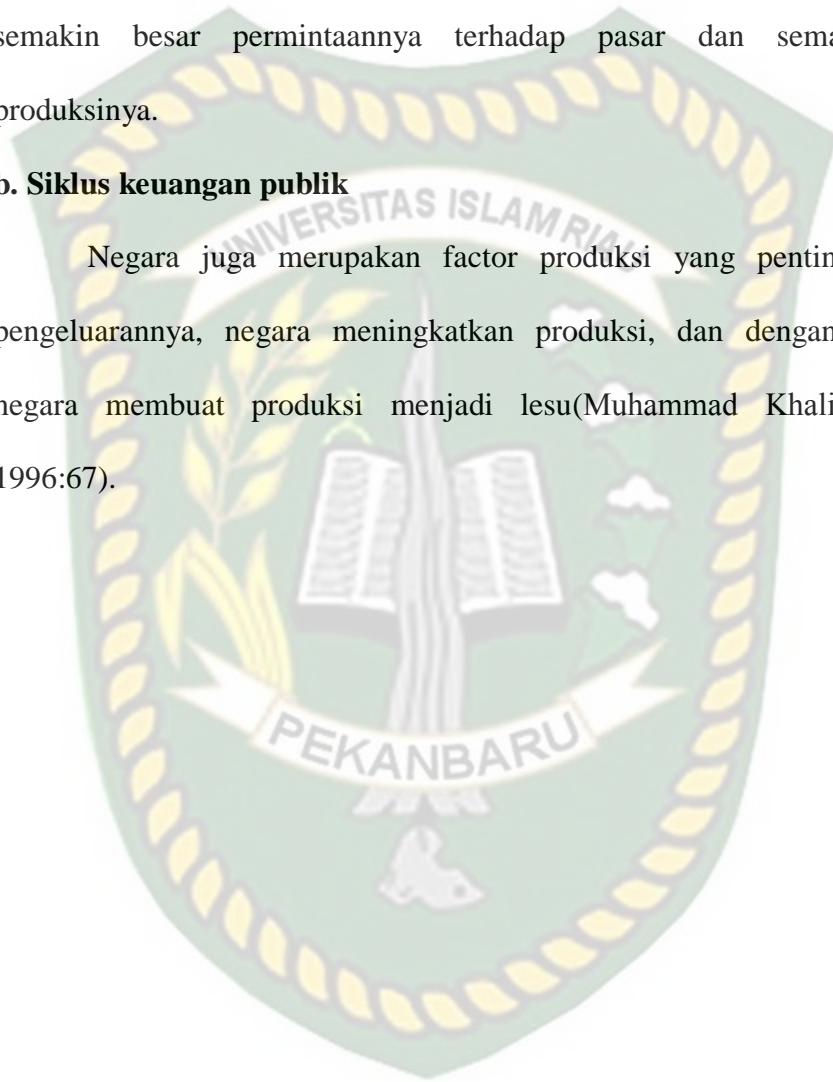 semakin besar permintaannya terhadap pasar dan sema
produksinya.
b. Siklus keuangan publik
UNIVERSITAS ISLAM RIAU
Negara juga merupakan factor produksi yang pentin
pengeluarannya, negara meningkatkan produksi, dan dengan
negara membuat produksi menjadi lesu(Muhammad Khali
1996:67).
PEKANBARU